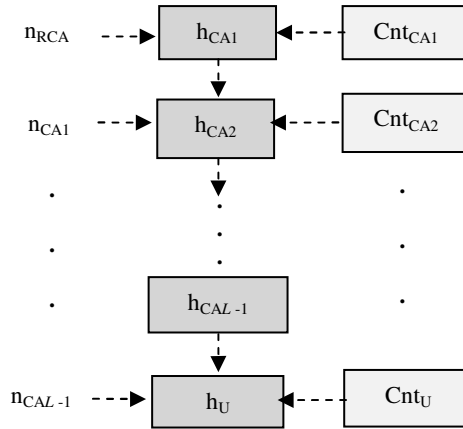 n_RCA h_CA1 Cnt_CA1
n_CA1 h_CA2 Cnt_CA2
h_CAL-1
n_CAL-1 h_U Cnt_U